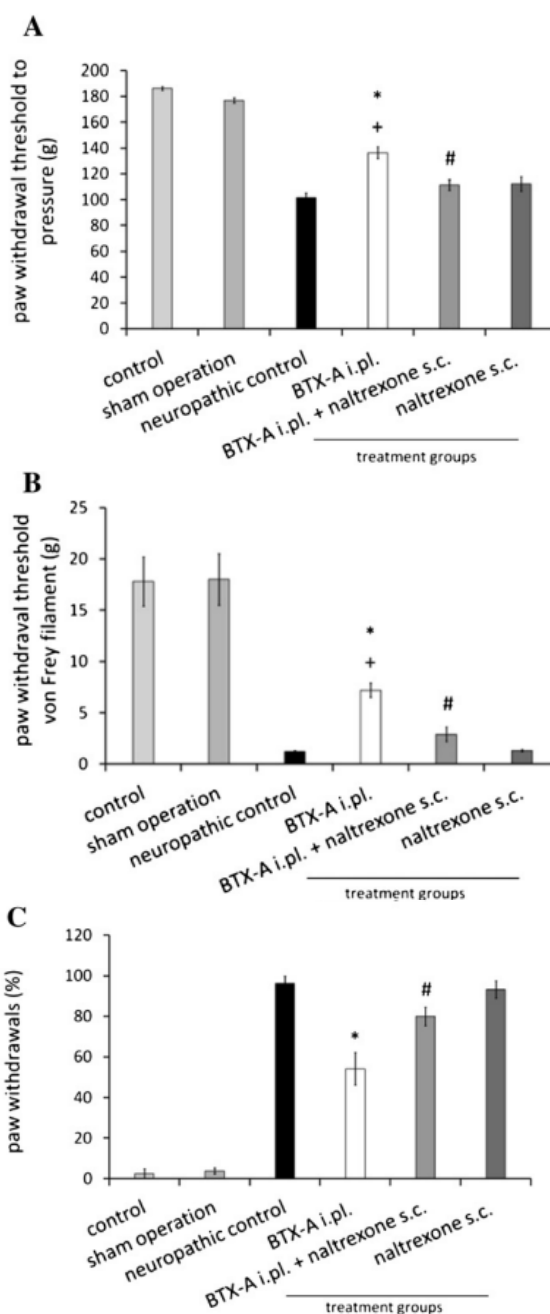 A
paw withdrawal threshold to
pressure (g)
200
180
160
140
120
100
80
60
40
20
0
*
+
#
control
sham operation
neuropathic control
BTX-A i.pl.
BTX-A i.pl. + naltrexone s.c.
naltrexone s.c.
treatment groups
B
paw withdraval threshold
von Frey filament (g)
25
20
15
10
5
0
*
+
#
control
sham operation
neuropathic control
BTX-A i.pl.
BTX-A i.pl. + naltrexone s.c.
naltrexone s.c.
treatment groups
C
paw withdrawals (%)
120
100
80
60
40
20
0
*
#
control
sham operation
neuropathic control
BTX-A i.pl.
BTX-A i.pl. + naltrexone s.c.
naltrexone s.c.
treatment groups